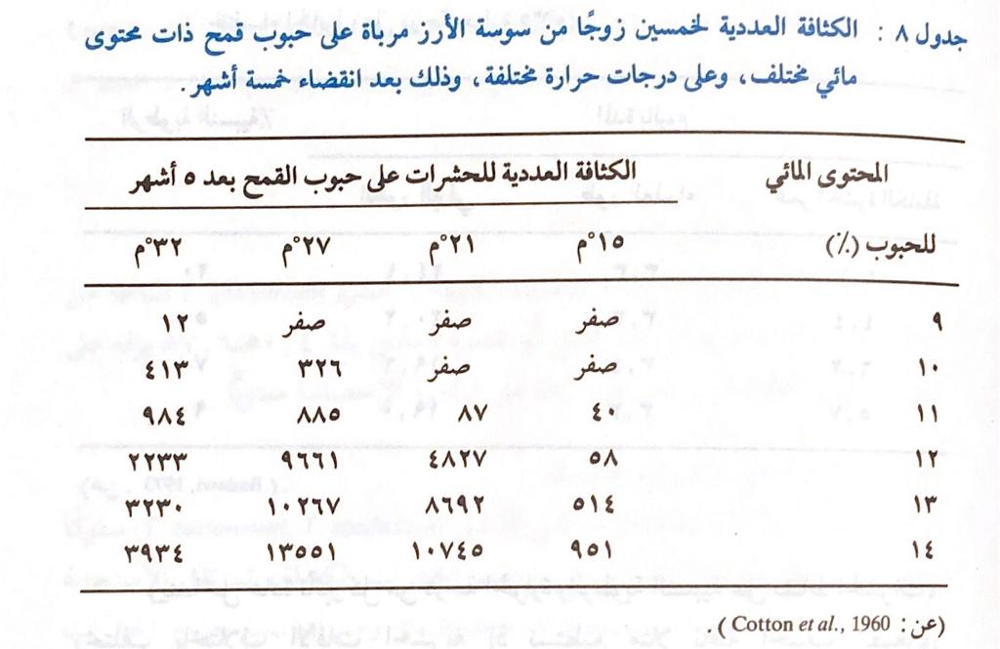 جدول ٨ : الكثافة العددية لخمسين زوجًا من سوسة الأرز مرباة على حبوب قمح ذات محتوى
مائي مختلف، وعلى درجات حرارة مختلفة، وذلك بعد انقضاء خمسة أشهر.
المحتوى المائي الكثافة العددية للحشرات على حبوب القمح بعد ٥ أشهر
للحبوب (٪) ١٥°م ٢١°م ٢٧°م ٣٢°م
٩ صفر صفر صفر ١٢
١٠ صفر صفر ٣٢٦ ٤١٣
١١ ٤٠ ٨٧ ٨٨٥ ٩٨٤
١٢ ٥٨ ٤٨٢٧ ٩٦٦١ ٢٢٣٣
١٣ ٥١٤ ٨٦٩٢ ١٠٢٦٧ ٣٢٣٠
١٤ ٩٥١ ١٠٧٤٥ ١٣٥٥١ ٣٩٣٤
(عن : Cotton et al., 1960).